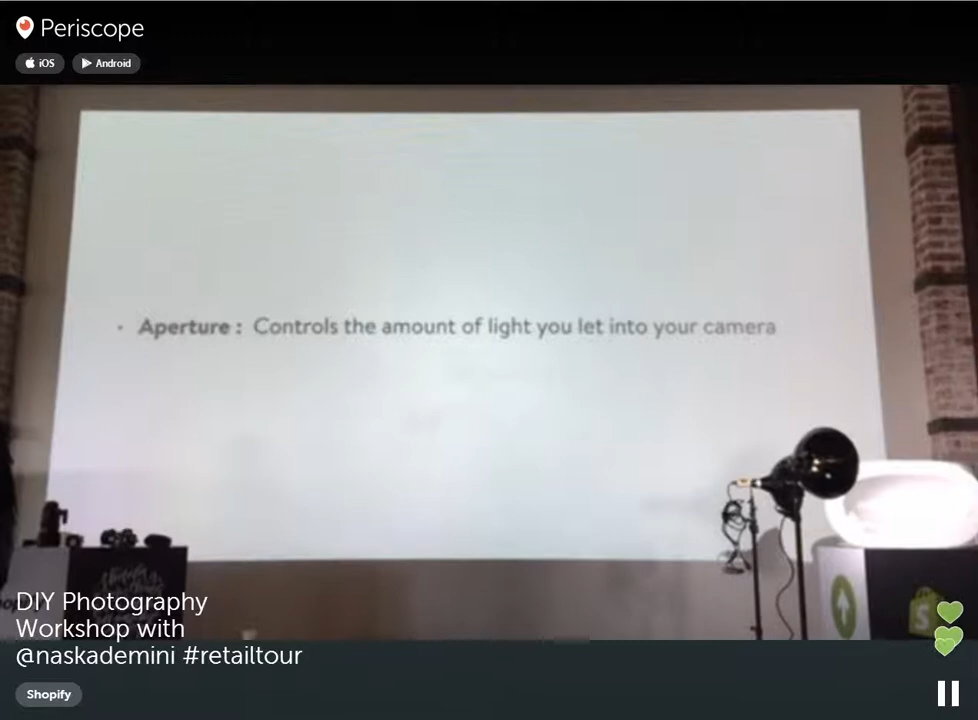 Periscope
iOS
Android
• Aperture : Controls the amount of light you let into your camera
DIY Photography
Workshop with
@naskademini #retailtour
Shopify